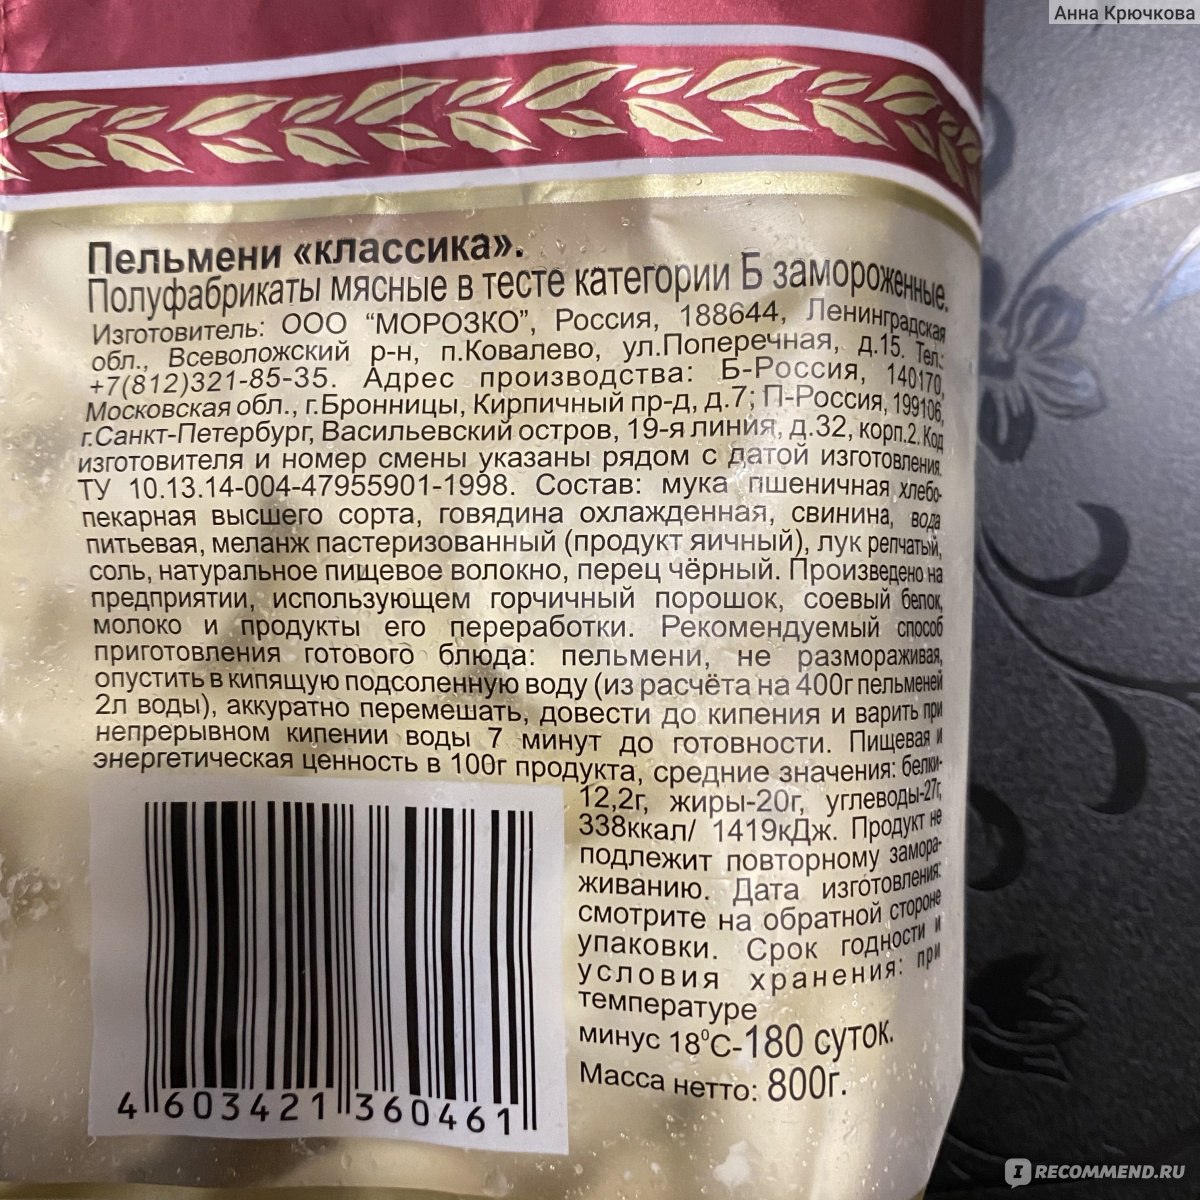 Анна Крючкова
Пельмени «классика».
Полуфабрикаты мясные в тесте категории Б замороженные.
Изготовитель: ООО “МОРОЗКО”, Россия, 188644, Ленинградская
обл., Всеволожский р-н, п.Ковалево, ул.Поперечная, д.15. Тел.:
+7(812)321-85-35. Адрес производства: Б-Россия, 140170,
Московская обл., г.Бронницы, Кирпичный пр-д, д.7; П-Россия, 199106,
г.Санкт-Петербург, Васильевский остров, 19-я линия, д.32, корп.2. Код
изготовителя и номер смены указаны рядом с датой изготовления.
ТУ 10.13.14-004-47955901-1998. Состав: мука пшеничная хлебо-
пекарная высшего сорта, говядина охлажденная, свинина, вода
питьевая, меланж пастеризованный (продукт яичный), лук репчатый,
соль, натуральное пищевое волокно, перец чёрный. Произведено на
предприятии, использующем горчичный порошок, соевый белок,
молоко и продукты его переработки. Рекомендуемый способ
приготовления готового блюда: пельмени, не размораживая,
опустить в кипящую подсоленную воду (из расчёта на 400г пельменей
2л воды), аккуратно перемешать, довести до кипения и варить при
непрерывном кипении воды 7 минут до готовности. Пищевая и
энергетическая ценность в 100г продукта, средние значения: белки-
12,2г, жиры-20г, углеводы-27г,
338ккал/ 1419кДж. Продукт не
подлежит повторному замора-
живанию. Дата изготовления:
смотрите на обратной стороне
упаковки. Срок годности и
условия хранения: при
температуре
минус 18°С-180 суток.
Масса нетто: 800г.
4 603421 360461
IRECOMMEND.RU